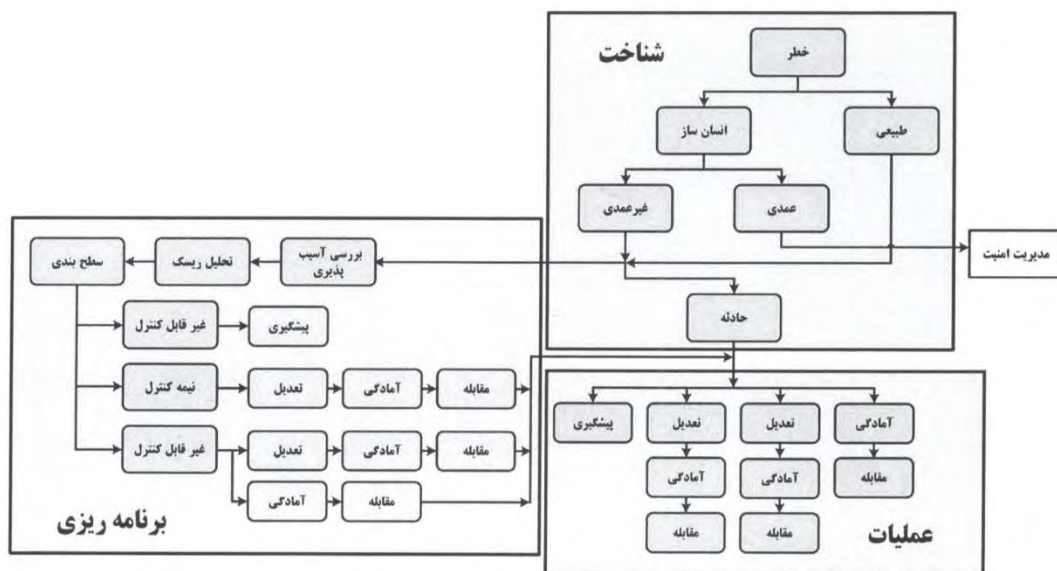 شناخت
خطر
انسان ساز
طبیعی
غیرعمدی
عمدی
مدیریت امنیت
حادثه
بررسی آسیب
پذیری
تحلیل ریسک
سطح بندی
غیر قابل کنترل
پیشگیری
نیمه کنترل
تعدیل
آمادگی
مقابله
غیر قابل کنترل
تعدیل
آمادگی
مقابله
آمادگی
مقابله
برنامه ریزی
آمادگی
تعدیل
تعدیل
پیشگیری
مقابله
آمادگی
آمادگی
مقابله
مقابله
عملیات